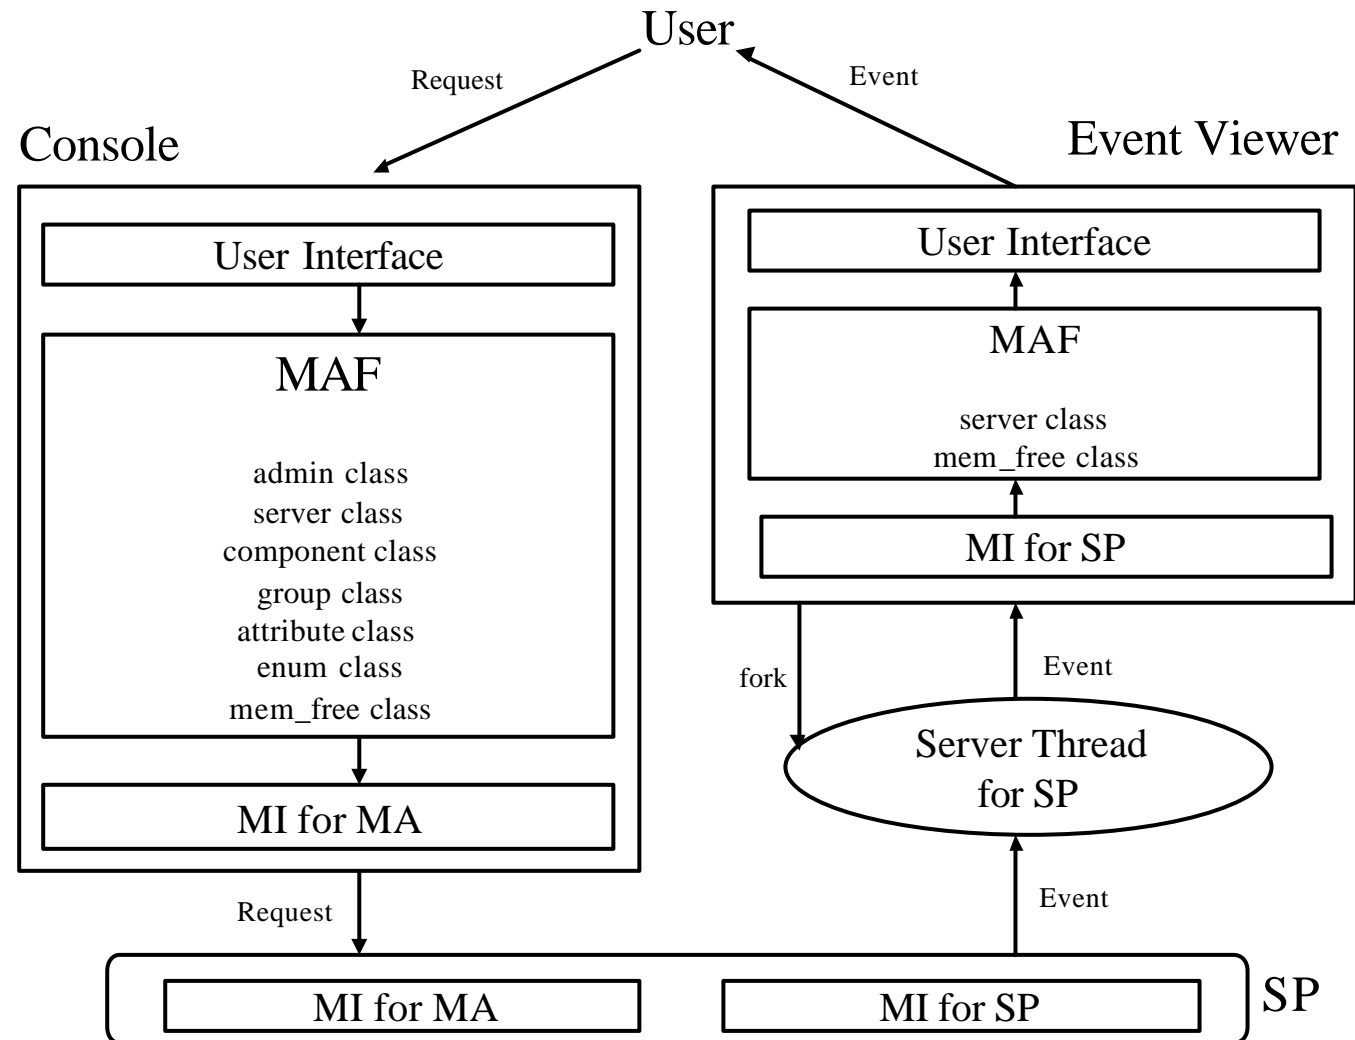 User
Request
Event
Console
Event Viewer
User Interface
MAF
admin class
server class
component class
group class
attribute class
enum class
mem_free class
MI for MA
User Interface
MAF
server class
mem_free class
MI for SP
fork
Event
Server Thread
for SP
Request
Event
MI for MA
MI for SP
SP